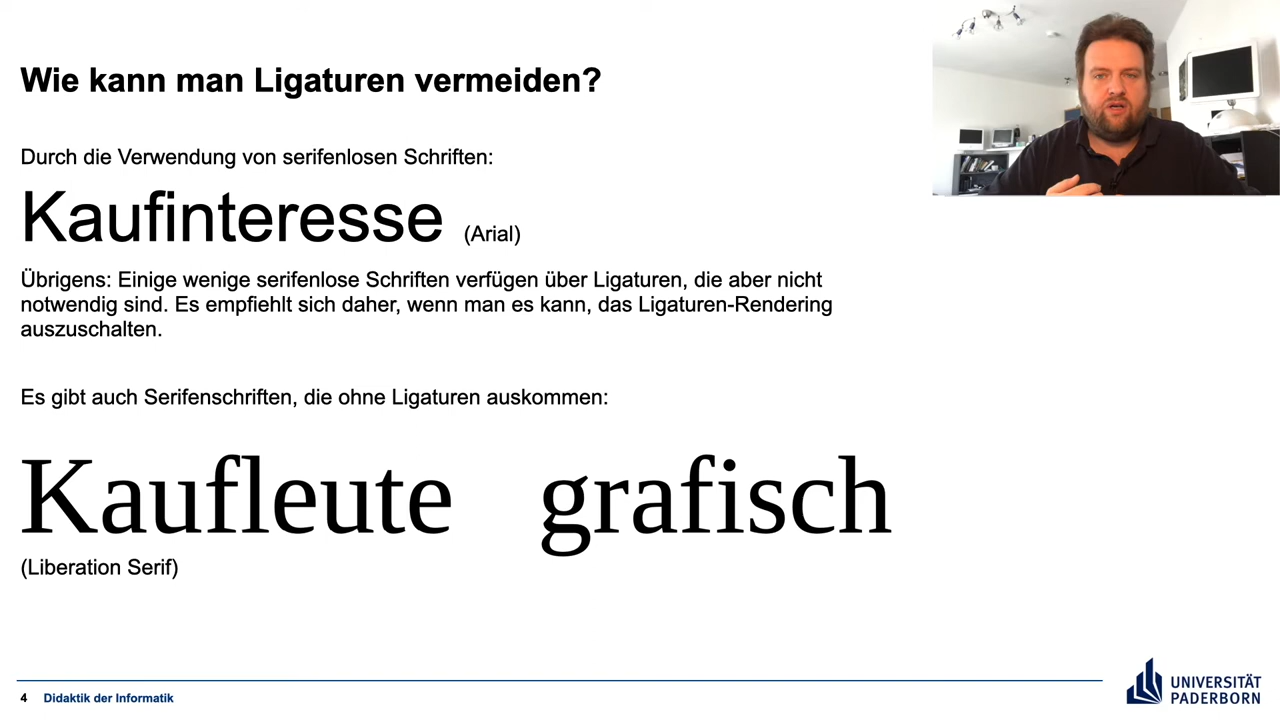 Wie kann man Ligaturen vermeiden?
Durch die Verwendung von serifenlosen Schriften:
Kaufinteresse (Arial)
Übrigens: Einige wenige serifenlose Schriften verfügen über Ligaturen, die aber nicht
notwendig sind. Es empfiehlt sich daher, wenn man es kann, das Ligaturen-Rendering
auszuschalten.
Es gibt auch Serifenschriften, die ohne Ligaturen auskommen:
Kaufleute grafisch
(Liberation Serif)
4 Didaktik der Informatik
UNIVERSITÄT
PADERBORN